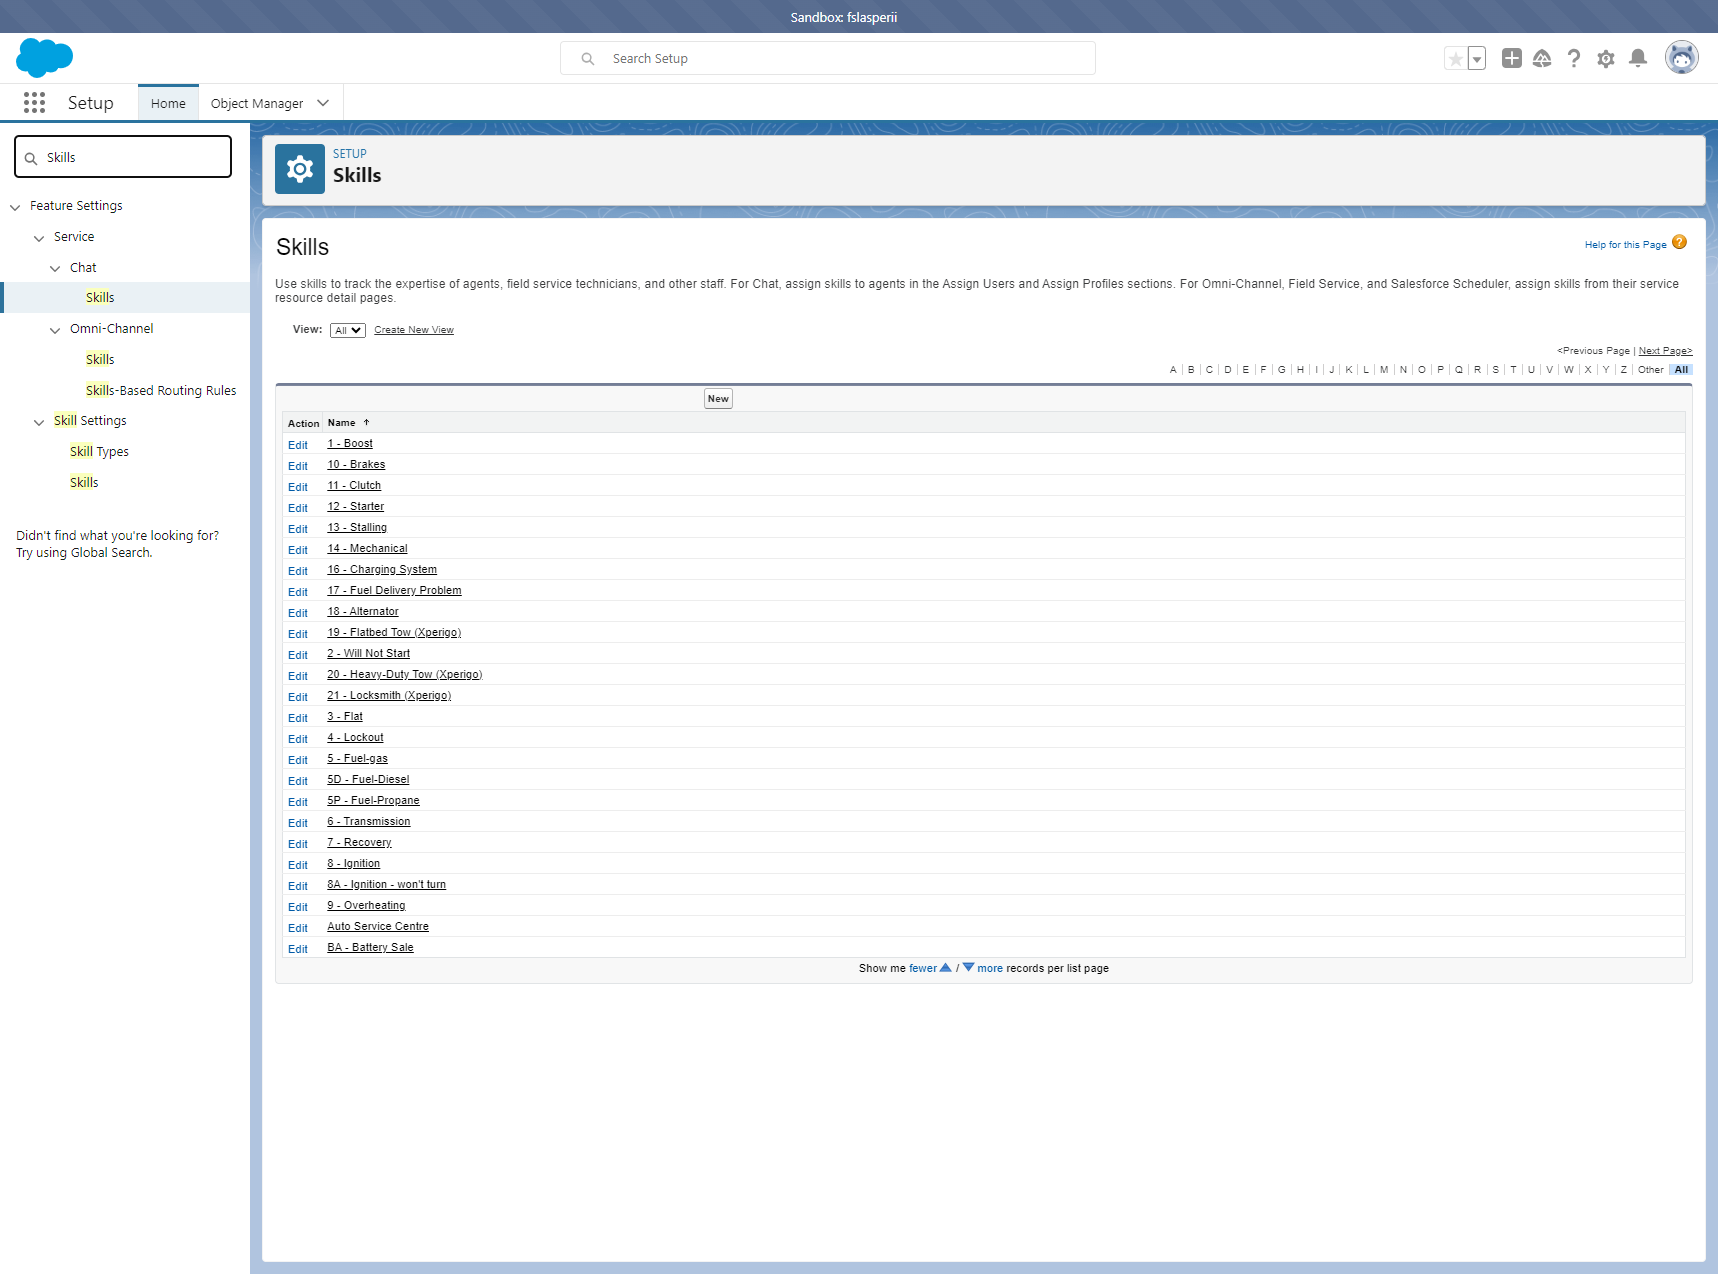 Sandbox: fslasperii
Search Setup
Setup
Home
Object Manager
Skills
Feature Settings
Service
Chat
Skills
Omni-Channel
Skills
Skills-Based Routing Rules
Skill Settings
Skill Types
Skills
Didn't find what you're looking for?
Try using Global Search.
SETUP
Skills
Skills
Help for this Page ?
Use skills to track the expertise of agents, field service technicians, and other staff. For Chat, assign skills to agents in the Assign Users and Assign Profiles sections. For Omni-Channel, Field Service, and Salesforce Scheduler, assign skills from their service
resource detail pages.
View: All Create New View
<Previous Page | Next Page>
A | B | C | D | E | F | G | H | I | J | K | L | M | N | O | P | Q | R | S | T | U | V | W | X | Y | Z | Other All
New
Action Name ↑
Edit 1 - Boost
Edit 10 - Brakes
Edit 11 - Clutch
Edit 12 - Starter
Edit 13 - Stalling
Edit 14 - Mechanical
Edit 16 - Charging System
Edit 17 - Fuel Delivery Problem
Edit 18 - Alternator
Edit 19 - Flatbed Tow (Xperigo)
Edit 2 - Will Not Start
Edit 20 - Heavy-Duty Tow (Xperigo)
Edit 21 - Locksmith (Xperigo)
Edit 3 - Flat
Edit 4 - Lockout
Edit 5 - Fuel-gas
Edit 5D - Fuel-Diesel
Edit 5P - Fuel-Propane
Edit 6 - Transmission
Edit 7 - Recovery
Edit 8 - Ignition
Edit 8A - Ignition - won't turn
Edit 9 - Overheating
Edit Auto Service Centre
Edit BA - Battery Sale
Show me fewer / more records per list page